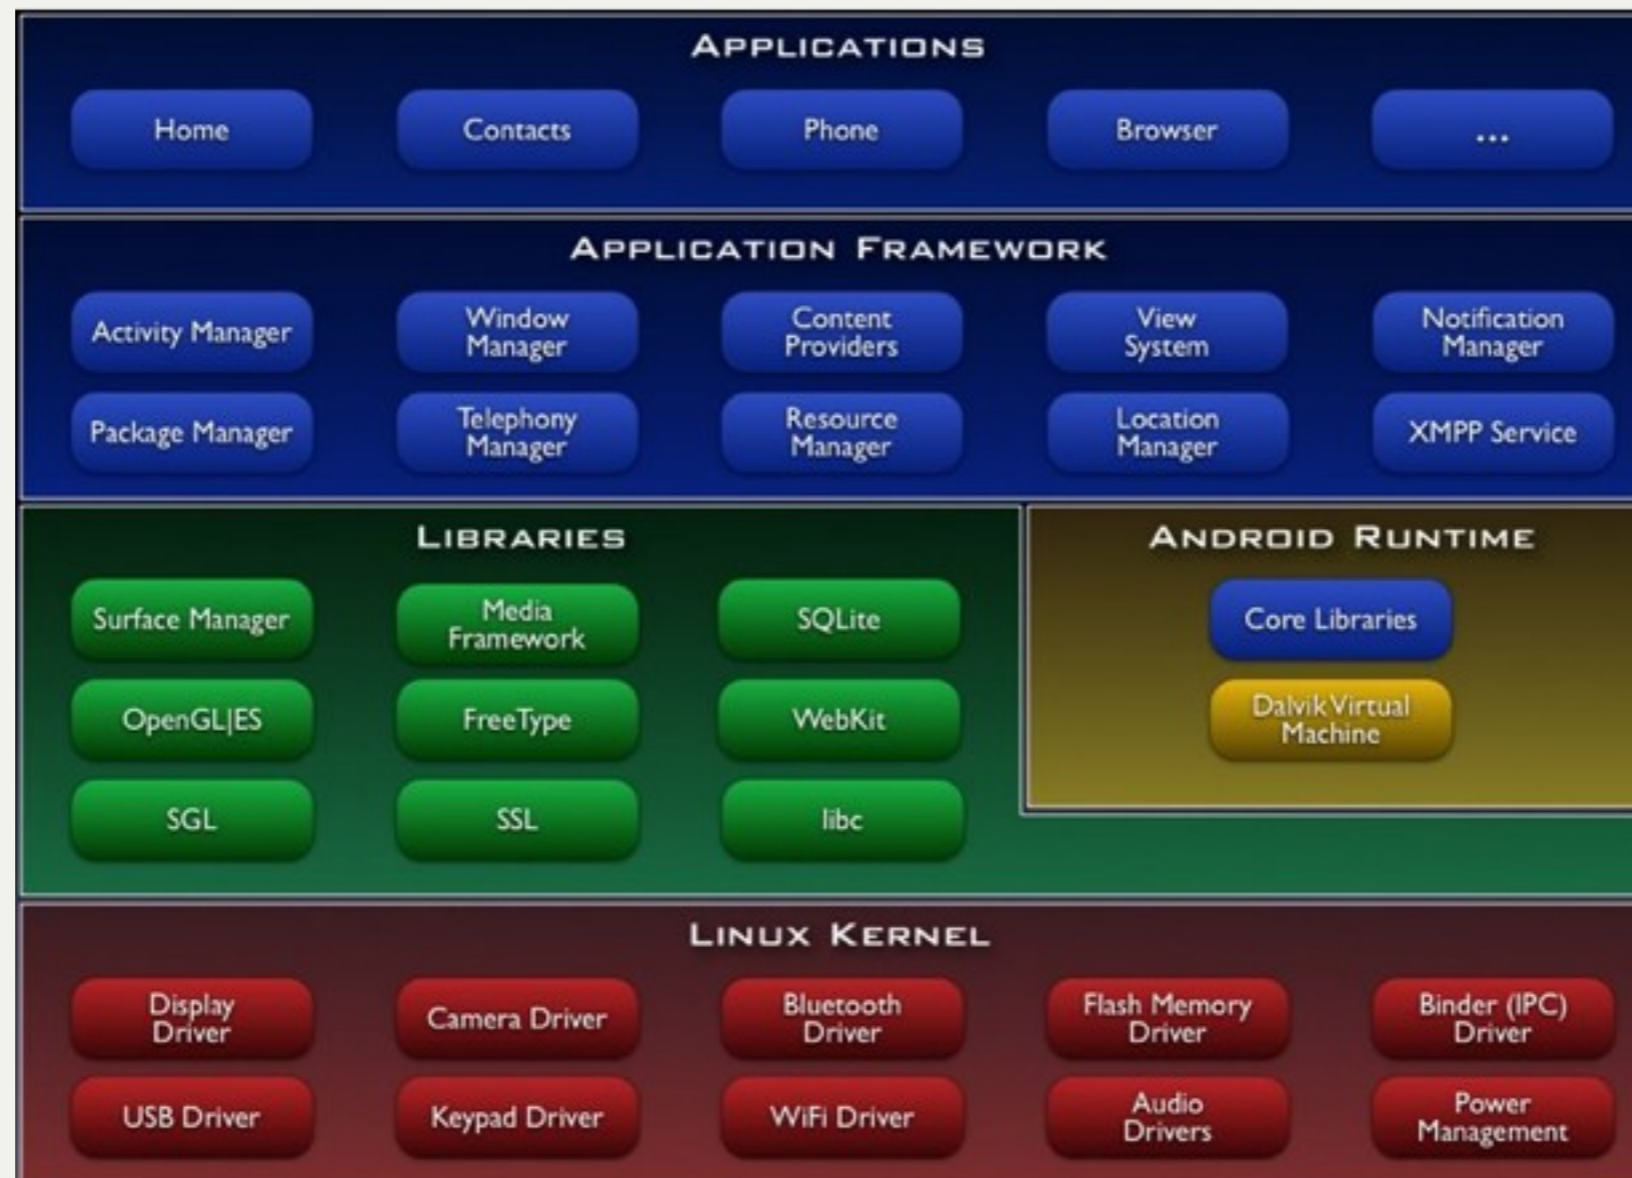 APPLICATIONS
Home
Contacts
Phone
Browser
...
APPLICATION FRAMEWORK
Activity Manager
Window
Manager
Content
Providers
View
System
Notification
Manager
Package Manager
Telephony
Manager
Resource
Manager
Location
Manager
XMPP Service
LIBRARIES
Surface Manager
Media
Framework
SQLite
OpenGL|ES
FreeType
WebKit
SGL
SSL
libc
ANDROID RUNTIME
Core Libraries
Dalvik Virtual
Machine
LINUX KERNEL
Display
Driver
Camera Driver
Bluetooth
Driver
Flash Memory
Driver
Binder (IPC)
Driver
USB Driver
Keypad Driver
WiFi Driver
Audio
Drivers
Power
Management